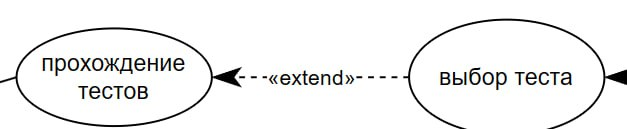 прохождение
тестов
«extend»
выбор теста